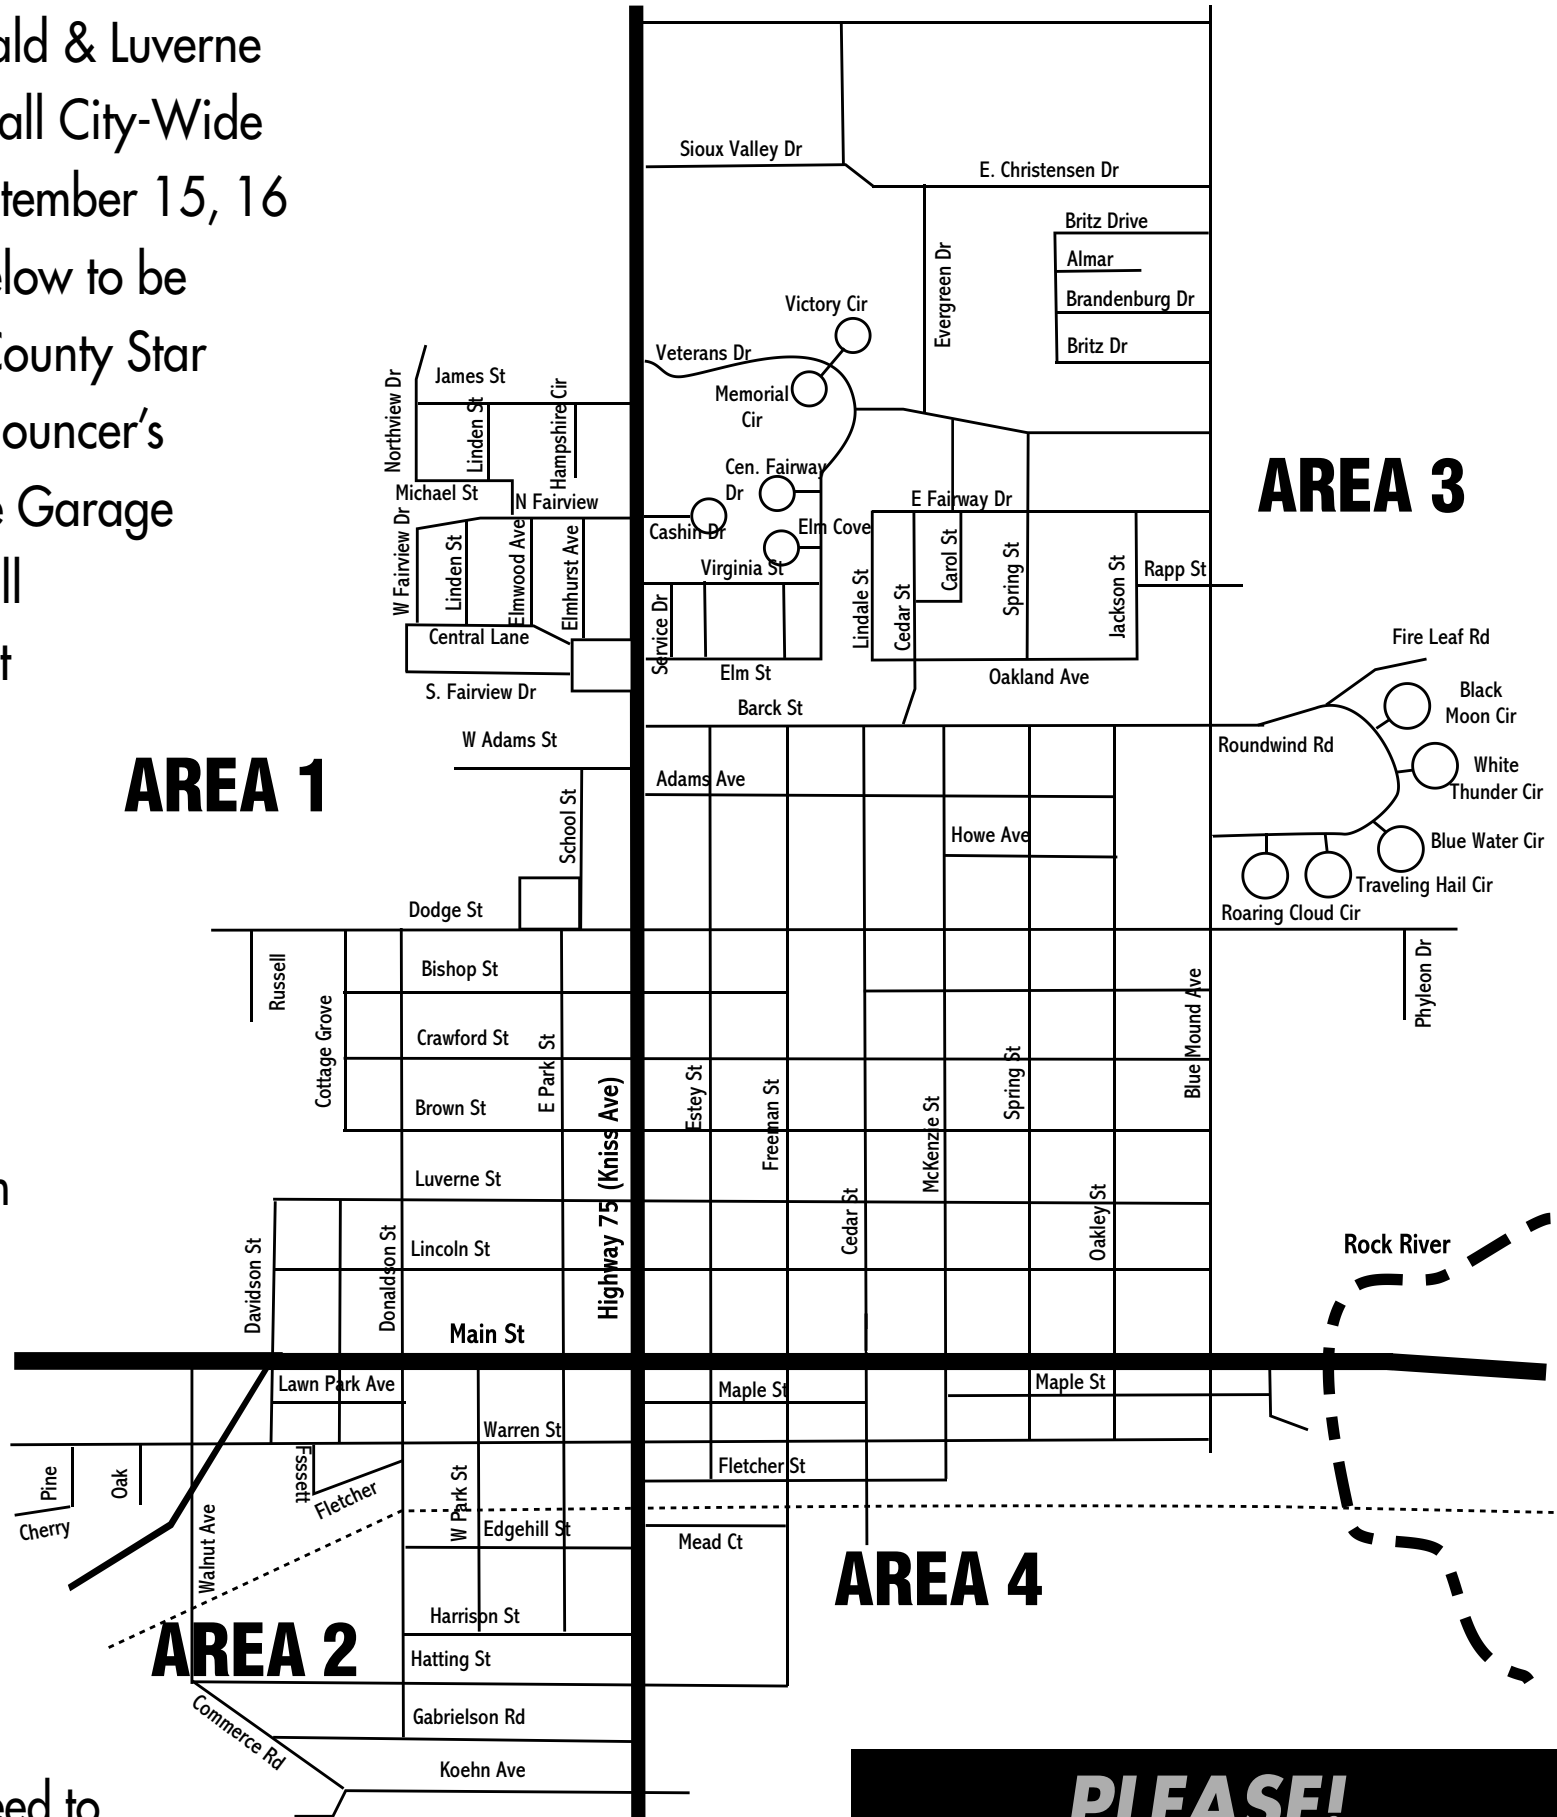 ald & Luverne
all City-Wide
tember 15, 16
elow to be
County Star
ouncer's
e Garage
ll
t
n
eed to
Sioux Valley Dr
E. Christensen Dr
Britz Drive
Almar
Brandenburg Dr
Britz Dr
Evergreen Dr
Victory Cir
Veterans Dr
Memorial
Cir
James St
Northview Dr
Linden St
Hampshire Cir
Michael St
N Fairview
Cen. Fairway
Dr
Cashin Dr
Elm Cove
E Fairway Dr
AREA 3
W Fairview Dr
Linden St
Elmwood Ave
Elmhurst Ave
Virginia St
Service Dr
Lindale St
Cedar St
Carol St
Spring St
Jackson St
Rapp St
Central Lane
S. Fairview Dr
Elm St
Oakland Ave
Fire Leaf Rd
Black
Moon Cir
Barck St
Roundwind Rd
White
Thunder Cir
W Adams St
AREA 1
Adams Ave
School St
Howe Ave
Blue Water Cir
Traveling Hail Cir
Roaring Cloud Cir
Dodge St
Russell
Bishop St
Cottage Grove
Crawford St
E Park St
Brown St
Highway 75 (Kniss Ave)
Estey St
Freeman St
Cedar St
McKenzie St
Spring St
Oakley St
Blue Mound Ave
Phyleon Dr
Luverne St
Davidson St
Donaldson St
Lincoln St
Rock River
Main St
Lawn Park Ave
Maple St
Maple St
Warren St
Fletcher St
Pine
Oak
Cherry
Fsssett
Fletcher
Walnut Ave
W Park St
Edgehill St
Mead Ct
AREA 4
Harrison St
AREA 2
Hatting St
Commerce Rd
Gabrielson Rd
Koehn Ave
PLEASE!